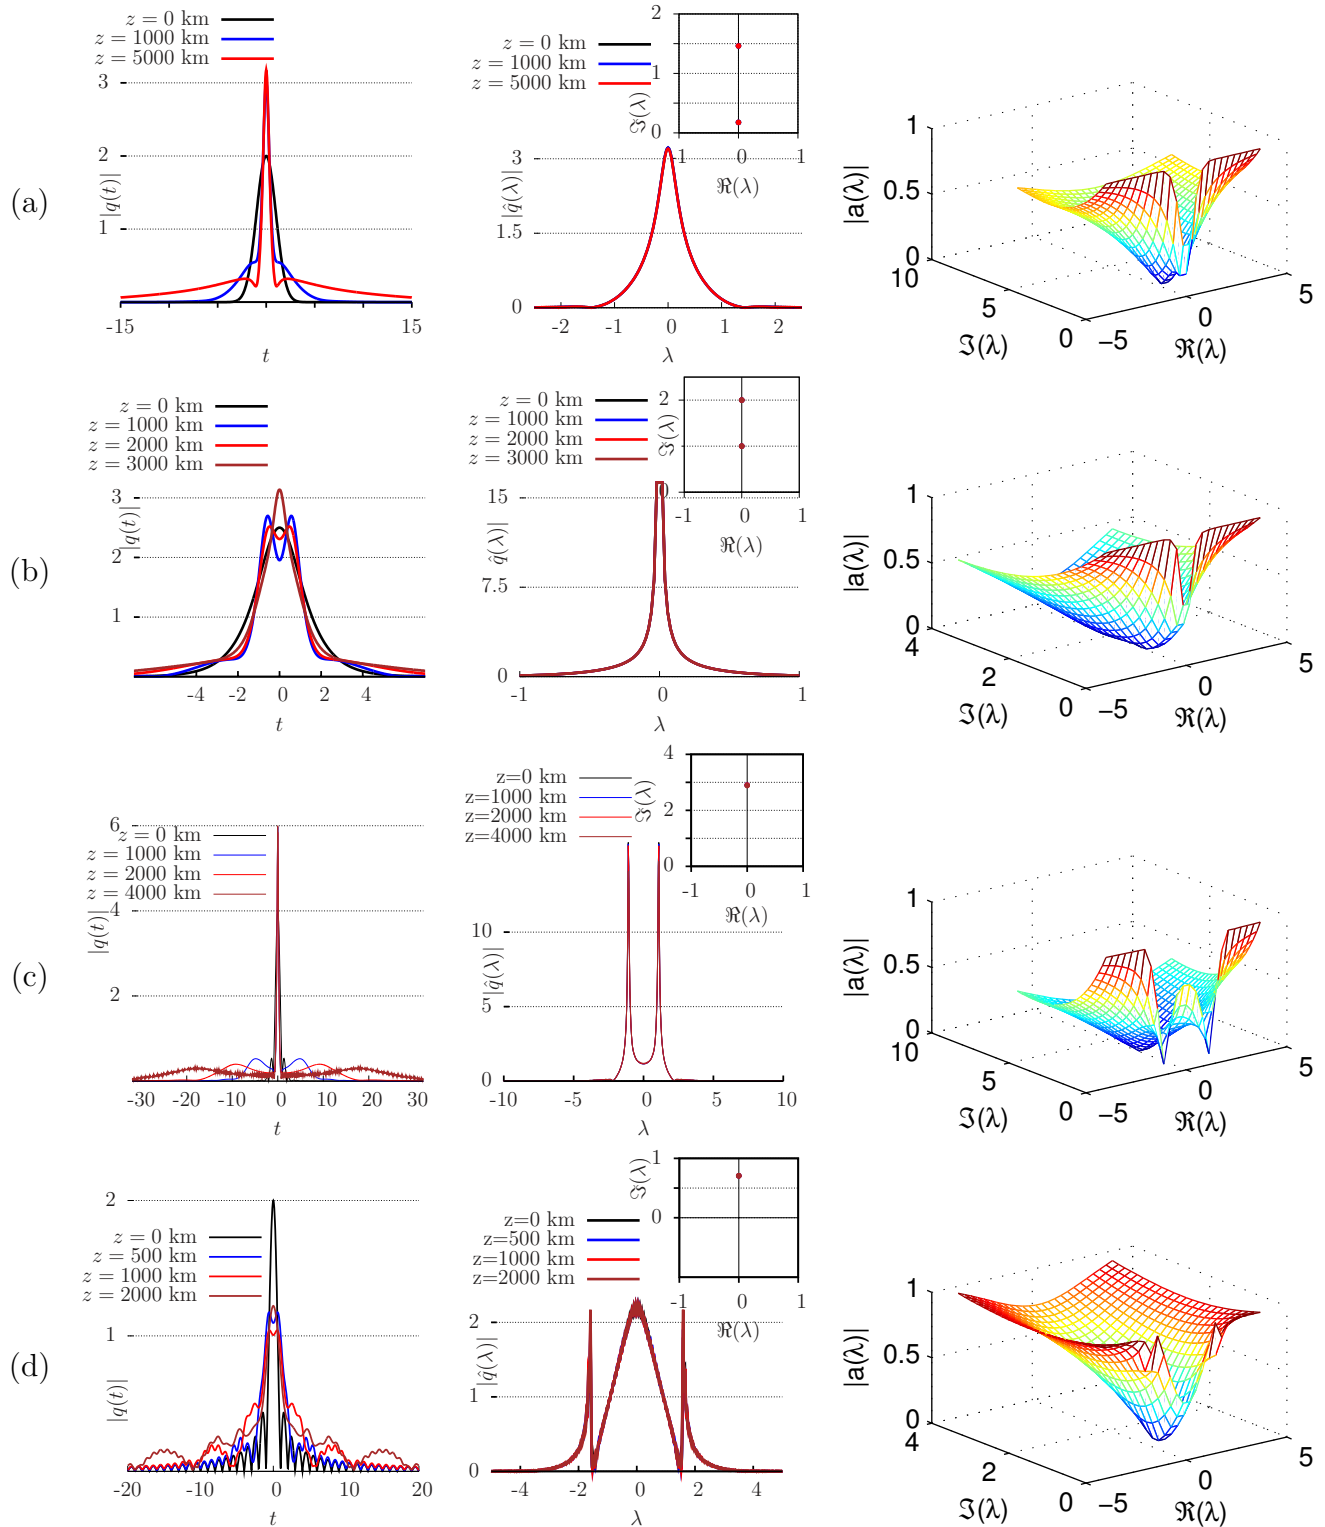 (a)
z = 0 km
z = 1000 km
z = 5000 km
3
2
1
|q(t)|
-15
15
t
z = 0 km
z = 1000 km
z = 5000 km
3
1.5
0
|q̂(λ)|
-2
-1
0
1
2
λ
2
1
0
ℑ(λ)
-1
0
1
ℜ(λ)
1
0.5
0
|a(λ)|
10
5
0
ℑ(λ)
−5
0
5
ℜ(λ)
(b)
z = 0 km
z = 1000 km
z = 2000 km
z = 3000 km
3
2
1
|q(t)|
-4
-2
0
2
4
t
z = 0 km
z = 1000 km
z = 2000 km
z = 3000 km
15
7.5
0
q̂(λ)|
-1
0
1
λ
2
0
ℑ(λ)
-1
0
1
ℜ(λ)
1
0.5
0
|a(λ)|
4
2
0
ℑ(λ)
−5
0
5
ℜ(λ)
(c)
z = 0 km
z = 1000 km
z = 2000 km
z = 4000 km
6
4
2
|q(t)|
-30
-20
-10
0
10
20
30
t
z=0 km
z=1000 km
z=2000 km
z=4000 km
10
5
0
|q̂(λ)|
-10
-5
0
5
10
λ
4
2
0
ℑ(λ)
-1
0
1
ℜ(λ)
1
0.5
0
|a(λ)|
10
5
0
ℑ(λ)
−5
0
5
ℜ(λ)
(d)
z = 0 km
z = 500 km
z = 1000 km
z = 2000 km
2
1
|q(t)|
-20
-10
0
10
20
t
z=0 km
z=500 km
z=1000 km
z=2000 km
2
1
0
|q̂(λ)|
-4
-2
0
2
4
λ
1
0
ℑ(λ)
-1
0
1
ℜ(λ)
1
0.5
0
|a(λ)|
4
2
0
ℑ(λ)
−5
0
5
ℜ(λ)